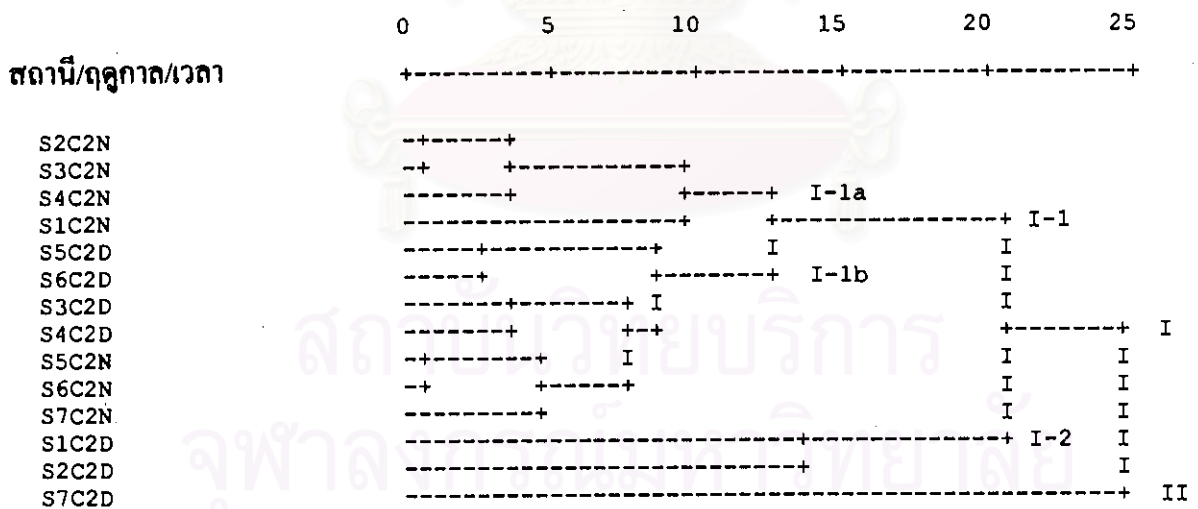 0 5 10 15 20 25
สถานี/ฤดูกาล/เวลา +---------+---------+---------+---------+---------+
S2C2N -+------+
S3C2N -+ +-----------+
S4C2N --------+ +-----+ I-1a
S1C2N --------------------+ +---------------+ I-1
S5C2D ------+-----------+ I I
S6C2D ------+ +-------+ I-1b I
S3C2D --------+-------+ I I
S4C2D --------+ +-+ +-------+ I
S5C2N -+--------+ I I I
S6C2N -+ +------+ I I
S7C2N ----------+ I I
S1C2D ----------------------------+-------------+ I-2 I
S2C2D ----------------------------+ I
S7C2D --------------------------------------------------+ II
สถาบันวิทยบริการ
จุฬาลงกรณ์มหาวิทยาลัย